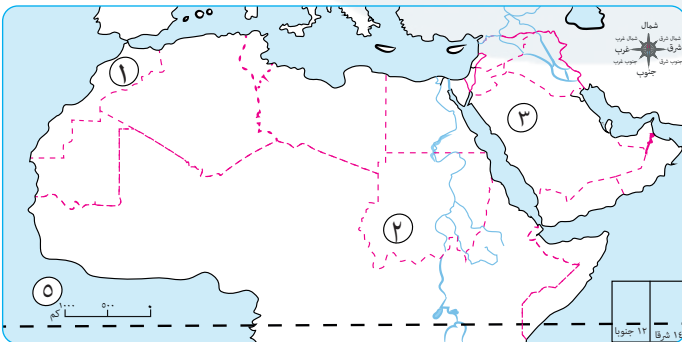 شمال
شمال غرب
شمال شرق
غرب
شرق
جنوب غرب
جنوب شرق
جنوب
١
٣
٢
٥
١٠٠٠ ٥٠٠ ٠
كم
١٢ جنوبا
١٤ شرقا